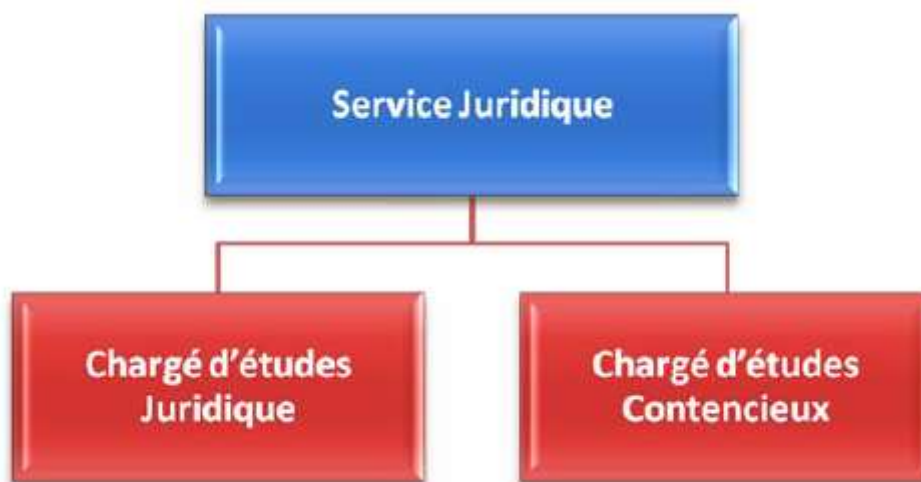 Service Juridique
Chargé d'études
Juridique
Chargé d'études
Contencieux